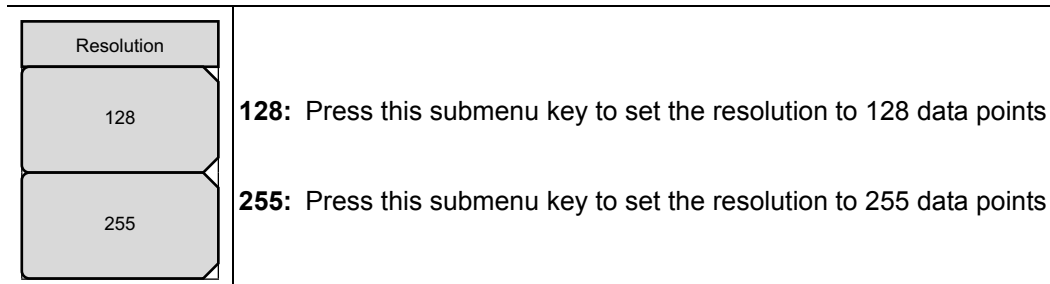 Resolution
128
128: Press this submenu key to set the resolution to 128 data points
255
255: Press this submenu key to set the resolution to 255 data points